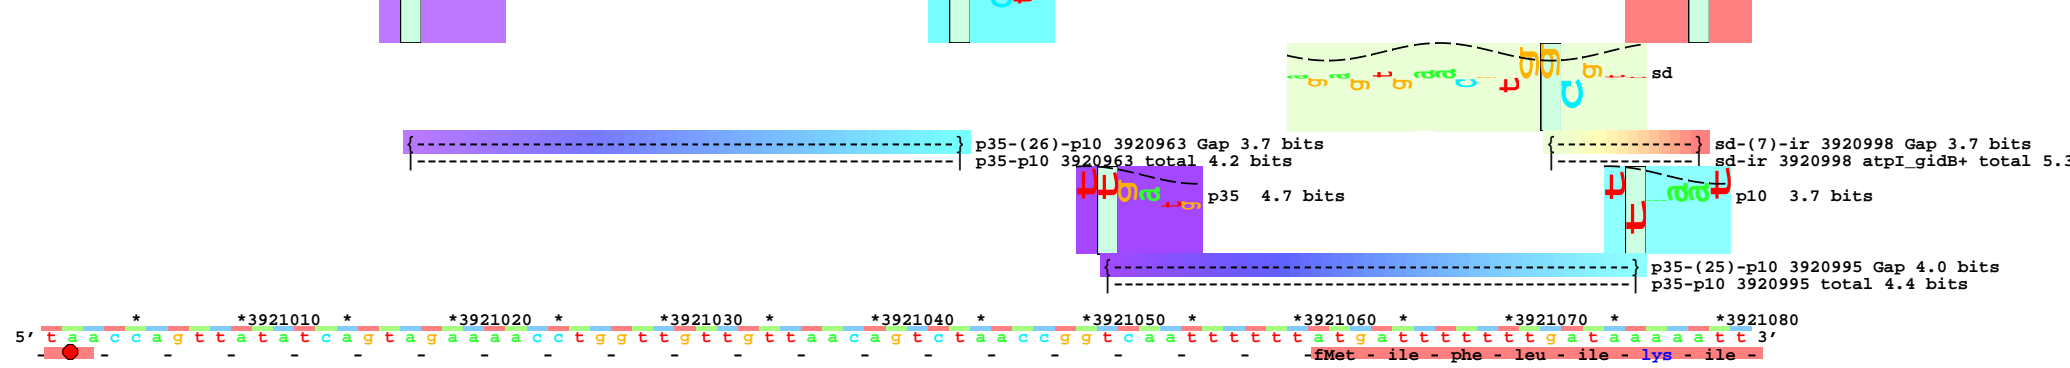 c t
a g a g t g a a c t g g c g t sd
{--------------------------} p35-(26)-p10 3920963 Gap 3.7 bits {-------} sd-(7)-ir 3920998 Gap 3.7 bits
|--------------------------| p35-p10 3920963 total 4.2 bits |-------| sd-ir 3920998 atpI_gidB+ total 5.3
t t g a t g p35 4.7 bits t t a a t p10 3.7 bits
{-------------------------} p35-(25)-p10 3920995 Gap 4.0 bits
|-------------------------| p35-p10 3920995 total 4.4 bits
* *3921010 * *3921020 * *3921030 * *3921040 * *3921050 * *3921060 * *3921070 * *3921080
5' t a a c c a g t t a t a t c a g t a g a a a a c c t g g t t g t t g t t a a c a g t c t a a c c g g t c a a t t t t t t a t g a t t t t t t t g a t a a a a a t t 3'
- - - - - - - - - - - - - - - - - - - - -fMet - ile - phe - leu - ile - lys - ile -